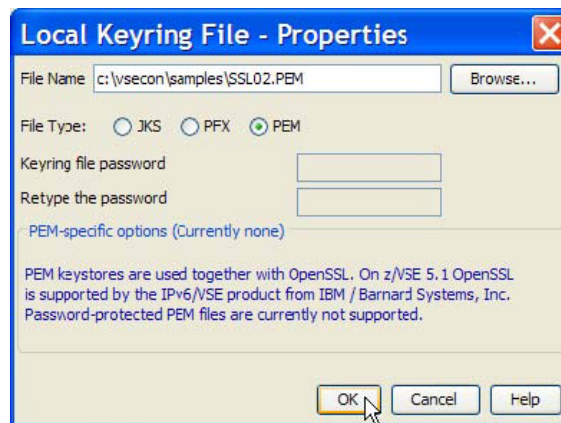 Local Keyring File - Properties
File Name c:\vsecon\samples\SSL02.PEM Browse...
File Type: JKS PFX PEM
Keyring file password
Retype the password
PEM-specific options (Currently none)
PEM keystores are used together with OpenSSL. On z/VSE 5.1 OpenSSL
is supported by the IPv6/VSE product from IBM / Barnard Systems, Inc.
Password-protected PEM files are currently not supported.
OK Cancel Help